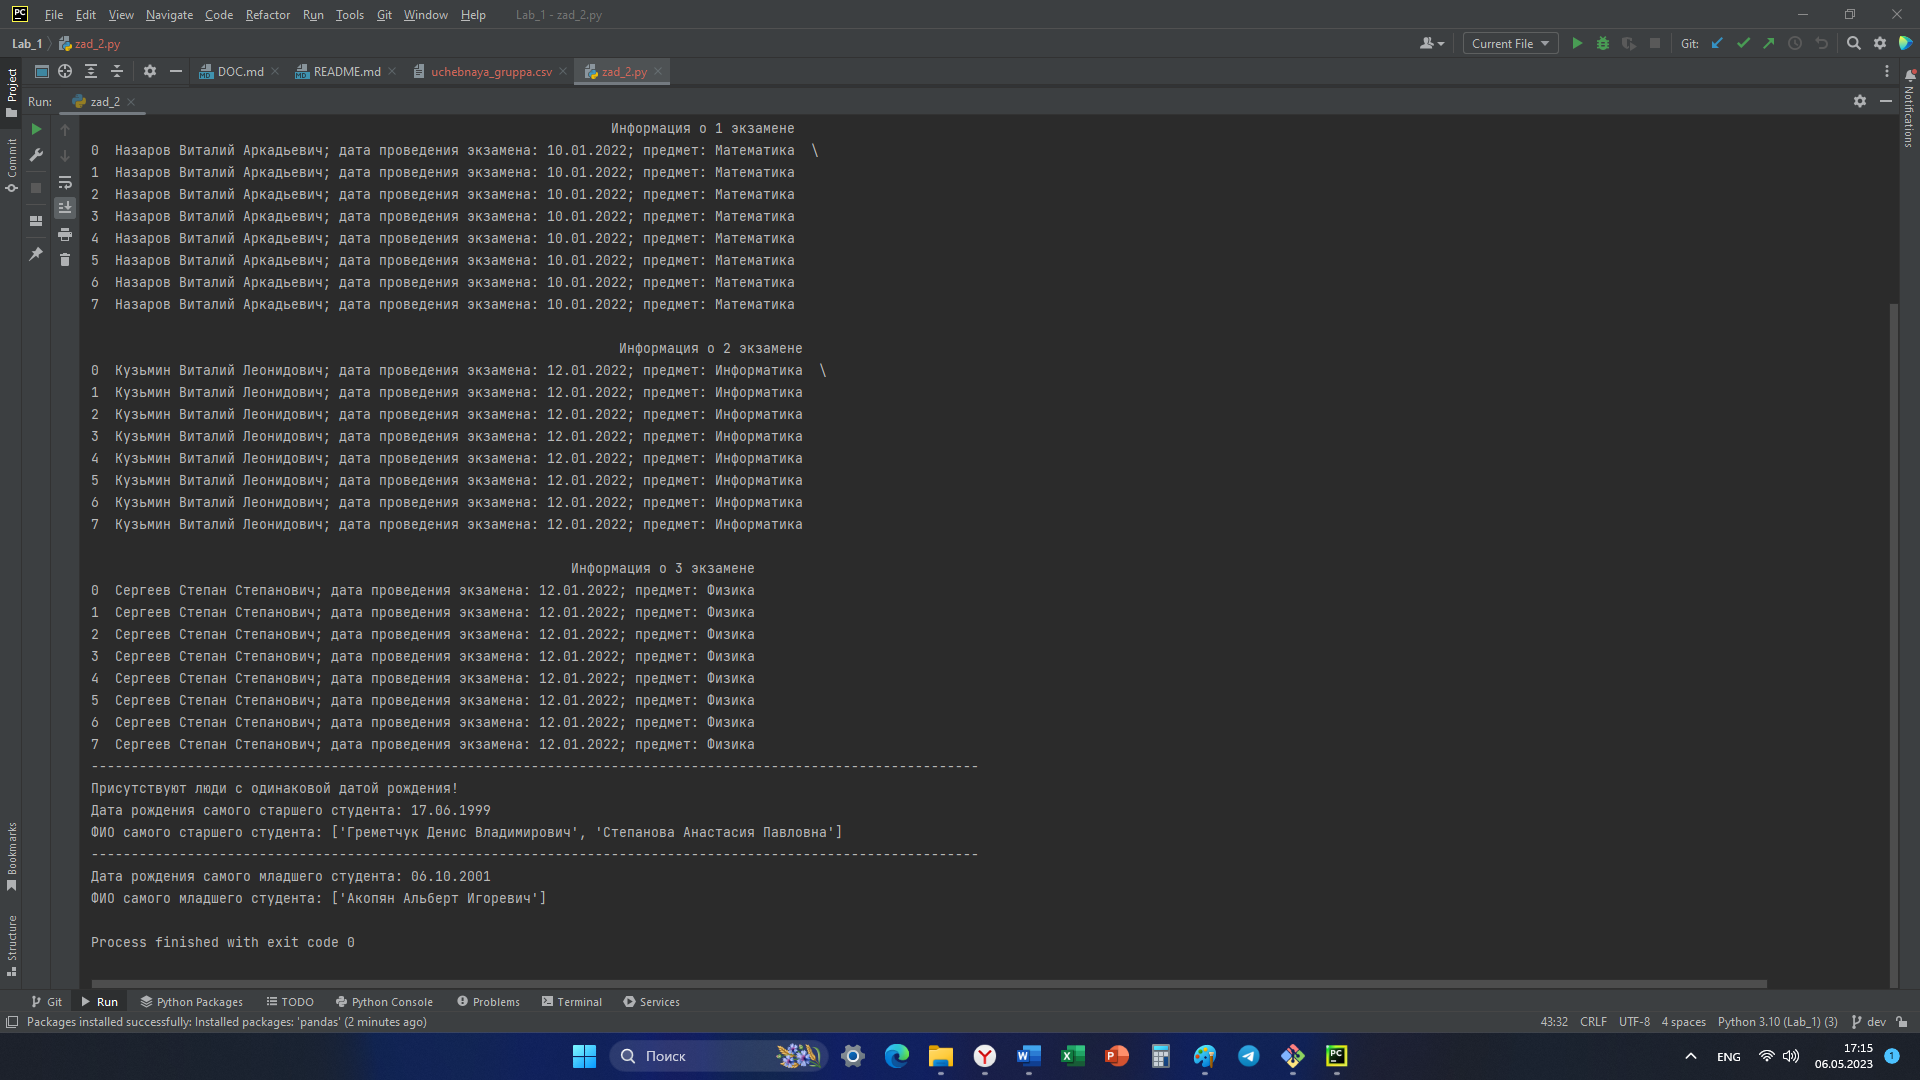 File Edit View Navigate Code Refactor Run Tools Git Window Help Lab_1 - zad_2.py
Lab_1 zad_2.py Current File Git:
Project DOC.md README.md uchebnaya_gruppa.csv zad_2.py
Notifications
Run: zad_2
Commit
Информация о 1 экзамене
0 Назаров Виталий Аркадьевич; дата проведения экзамена: 10.01.2022; предмет: Математика \
1 Назаров Виталий Аркадьевич; дата проведения экзамена: 10.01.2022; предмет: Математика
2 Назаров Виталий Аркадьевич; дата проведения экзамена: 10.01.2022; предмет: Математика
3 Назаров Виталий Аркадьевич; дата проведения экзамена: 10.01.2022; предмет: Математика
4 Назаров Виталий Аркадьевич; дата проведения экзамена: 10.01.2022; предмет: Математика
5 Назаров Виталий Аркадьевич; дата проведения экзамена: 10.01.2022; предмет: Математика
6 Назаров Виталий Аркадьевич; дата проведения экзамена: 10.01.2022; предмет: Математика
7 Назаров Виталий Аркадьевич; дата проведения экзамена: 10.01.2022; предмет: Математика
Информация о 2 экзамене
0 Кузьмин Виталий Леонидович; дата проведения экзамена: 12.01.2022; предмет: Информатика \
1 Кузьмин Виталий Леонидович; дата проведения экзамена: 12.01.2022; предмет: Информатика
2 Кузьмин Виталий Леонидович; дата проведения экзамена: 12.01.2022; предмет: Информатика
3 Кузьмин Виталий Леонидович; дата проведения экзамена: 12.01.2022; предмет: Информатика
4 Кузьмин Виталий Леонидович; дата проведения экзамена: 12.01.2022; предмет: Информатика
5 Кузьмин Виталий Леонидович; дата проведения экзамена: 12.01.2022; предмет: Информатика
6 Кузьмин Виталий Леонидович; дата проведения экзамена: 12.01.2022; предмет: Информатика
7 Кузьмин Виталий Леонидович; дата проведения экзамена: 12.01.2022; предмет: Информатика
Информация о 3 экзамене
0 Сергеев Степан Степанович; дата проведения экзамена: 12.01.2022; предмет: Физика
1 Сергеев Степан Степанович; дата проведения экзамена: 12.01.2022; предмет: Физика
2 Сергеев Степан Степанович; дата проведения экзамена: 12.01.2022; предмет: Физика
3 Сергеев Степан Степанович; дата проведения экзамена: 12.01.2022; предмет: Физика
4 Сергеев Степан Степанович; дата проведения экзамена: 12.01.2022; предмет: Физика
5 Сергеев Степан Степанович; дата проведения экзамена: 12.01.2022; предмет: Физика
6 Сергеев Степан Степанович; дата проведения экзамена: 12.01.2022; предмет: Физика
7 Сергеев Степан Степанович; дата проведения экзамена: 12.01.2022; предмет: Физика
---------------------------------------------------------------------------------------------------------------
Присутствуют люди с одинаковой датой рождения!
Дата рождения самого старшего студента: 17.06.1999
ФИО самого старшего студента: ['Греметчук Денис Владимирович', 'Степанова Анастасия Павловна']
---------------------------------------------------------------------------------------------------------------
Дата рождения самого младшего студента: 06.10.2001
ФИО самого младшего студента: ['Акопян Альберт Игоревич']
Process finished with exit code 0
Bookmarks
Structure
Git Run Python Packages TODO Python Console Problems Terminal Services
Packages installed successfully: Installed packages: 'pandas' (2 minutes ago) 43:32 CRLF UTF-8 4 spaces Python 3.10 (Lab_1) (3) dev
Поиск ENG 17:15
06.05.2023 1